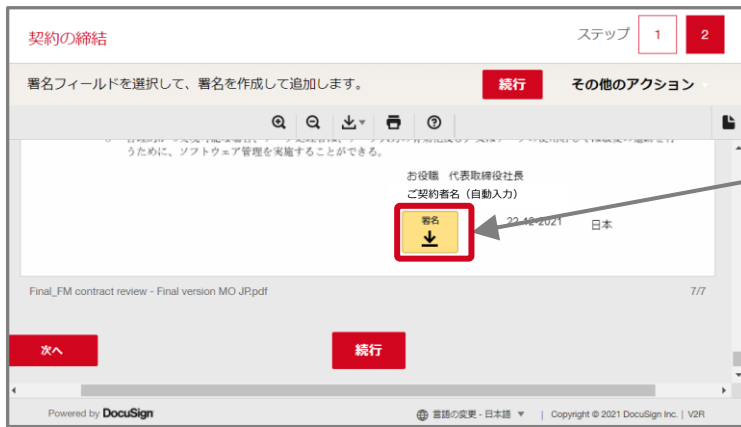 契約の締結
ステップ 1 2
署名フィールドを選択して、署名を作成して追加します。 続行 その他のアクション
うために、ソフトウェア管理を実施することができる。
お役職 代表取締役社長
ご契約者名（自動入力）
署名 22-12-2021 日本
Final_FM contract review - Final version MO JP.pdf 7/7
次へ 続行
Powered by DocuSign 言語の変更 - 日本語 ▼ | Copyright © 2021 DocuSign Inc. | V2R